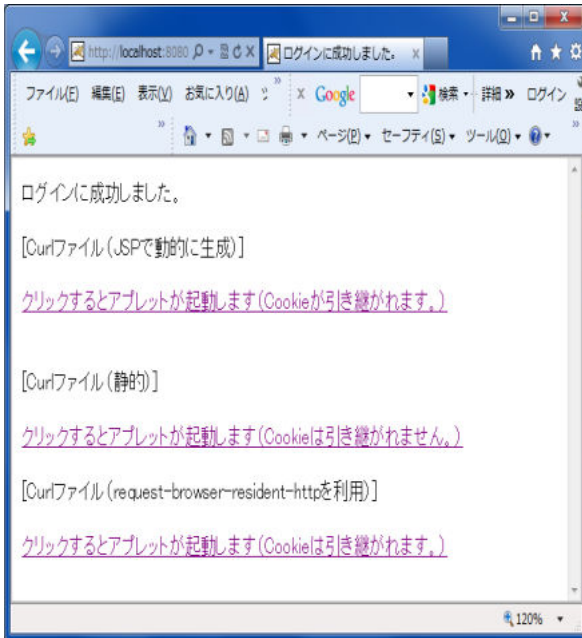 http://localhost:8080
ログインに成功しました。
ファイル(F) 編集(E) 表示(V) お気に入り(A)
Google
検索
詳細 »
ログイン
ページ(P)
セーフティ(S)
ツール(O)
ログインに成功しました。
[Curlファイル(JSPで動的に生成)]
クリックするとアプレットが起動します(Cookieが引き継がれます。)
[Curlファイル(静的)]
クリックするとアプレットが起動します(Cookieは引き継がれません。)
[Curlファイル(request-browser-resident-httpを利用)]
クリックするとアプレットが起動します(Cookieは引き継がれます。)
120%